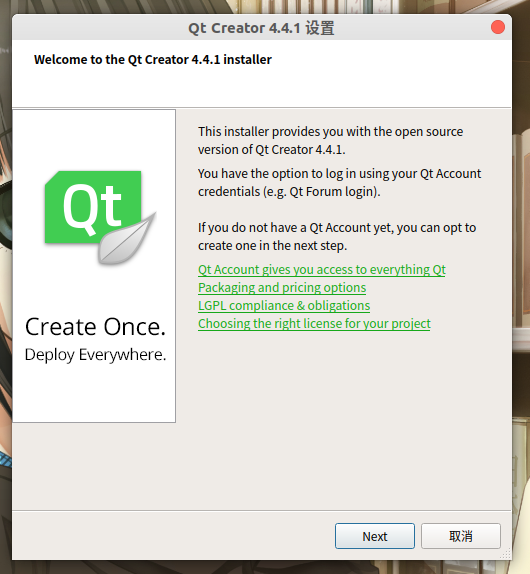 Qt Creator 4.4.1 设置
Welcome to the Qt Creator 4.4.1 installer
Qt
Create Once.
Deploy Everywhere.
This installer provides you with the open source
version of Qt Creator 4.4.1.
You have the option to log in using your Qt Account
credentials (e.g. Qt Forum login).
If you do not have a Qt Account yet, you can opt to
create one in the next step.
Qt Account gives you access to everything Qt
Packaging and pricing options
LGPL compliance & obligations
Choosing the right license for your project
Next
取消